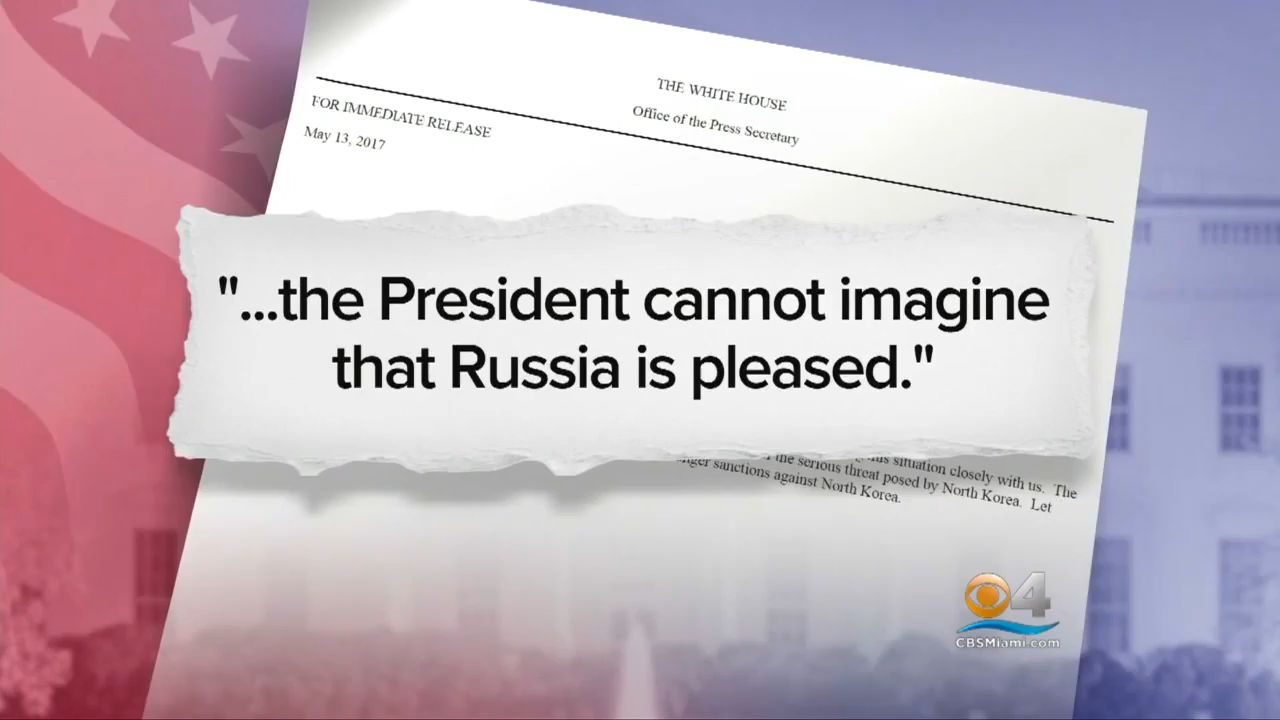 THE WHITE HOUSE
Office of the Press Secretary
FOR IMMEDIATE RELEASE
May 13, 2017
"...the President cannot imagine
that Russia is pleased."
situation closely with us. The
the serious threat posed by North Korea. Let
sanctions against North Korea.
4
CBSMiami.com